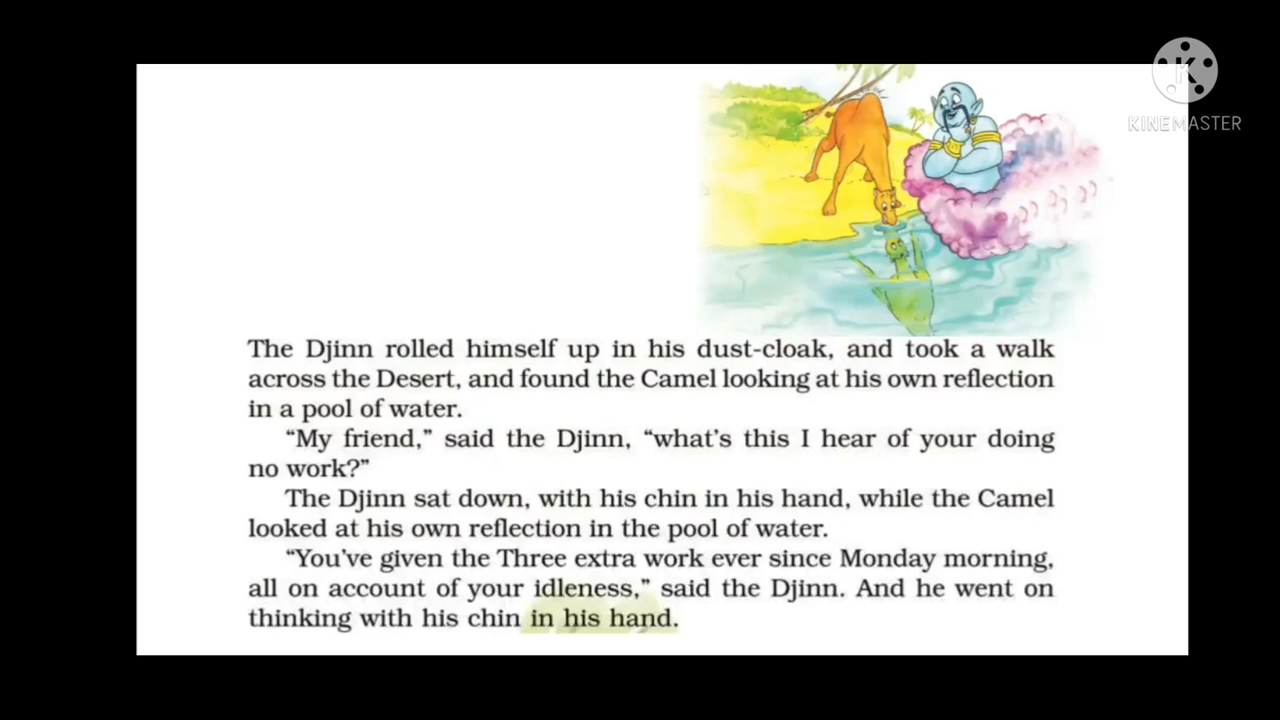 KINEMASTER
The Djinn rolled himself up in his dust-cloak, and took a walk
across the Desert, and found the Camel looking at his own reflection
in a pool of water.
“My friend,” said the Djinn, “what’s this I hear of your doing
no work?”
The Djinn sat down, with his chin in his hand, while the Camel
looked at his own reflection in the pool of water.
“You’ve given the Three extra work ever since Monday morning,
all on account of your idleness,” said the Djinn. And he went on
thinking with his chin in his hand.